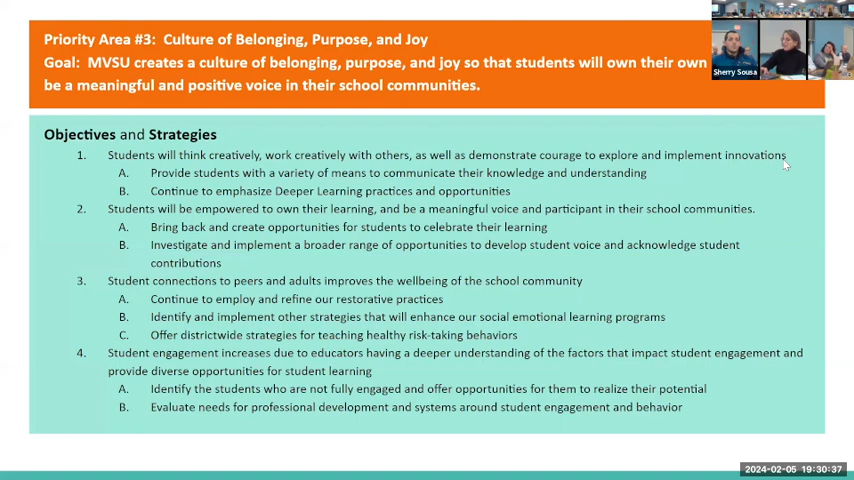 Priority Area #3: Culture of Belonging, Purpose, and Joy
Goal: MVSU creates a culture of belonging, purpose, and joy so that students will own their own
be a meaningful and positive voice in their school communities.
Sherry Sousa
Objectives and Strategies
1. Students will think creatively, work creatively with others, as well as demonstrate courage to explore and implement innovations
A. Provide students with a variety of means to communicate their knowledge and understanding
B. Continue to emphasize Deeper Learning practices and opportunities
2. Students will be empowered to own their learning, and be a meaningful voice and participant in their school communities.
A. Bring back and create opportunities for students to celebrate their learning
B. Investigate and implement a broader range of opportunities to develop student voice and acknowledge student
contributions
3. Student connections to peers and adults improves the wellbeing of the school community
A. Continue to employ and refine our restorative practices
B. Identify and implement other strategies that will enhance our social emotional learning programs
C. Offer districtwide strategies for teaching healthy risk-taking behaviors
4. Student engagement increases due to educators having a deeper understanding of the factors that impact student engagement and
provide diverse opportunities for student learning
A. Identify the students who are not fully engaged and offer opportunities for them to realize their potential
B. Evaluate needs for professional development and systems around student engagement and behavior
2024-02-05 19:30:37